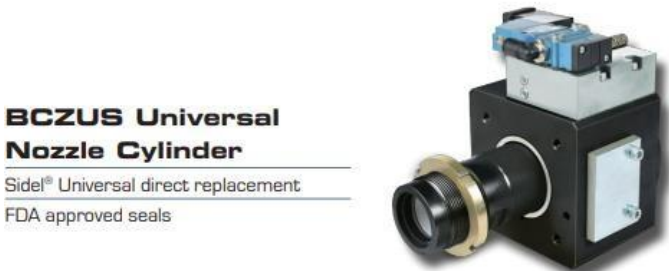 BCZUS Universal
Nozzle Cylinder
Sidel® Universal direct replacement
FDA approved seals